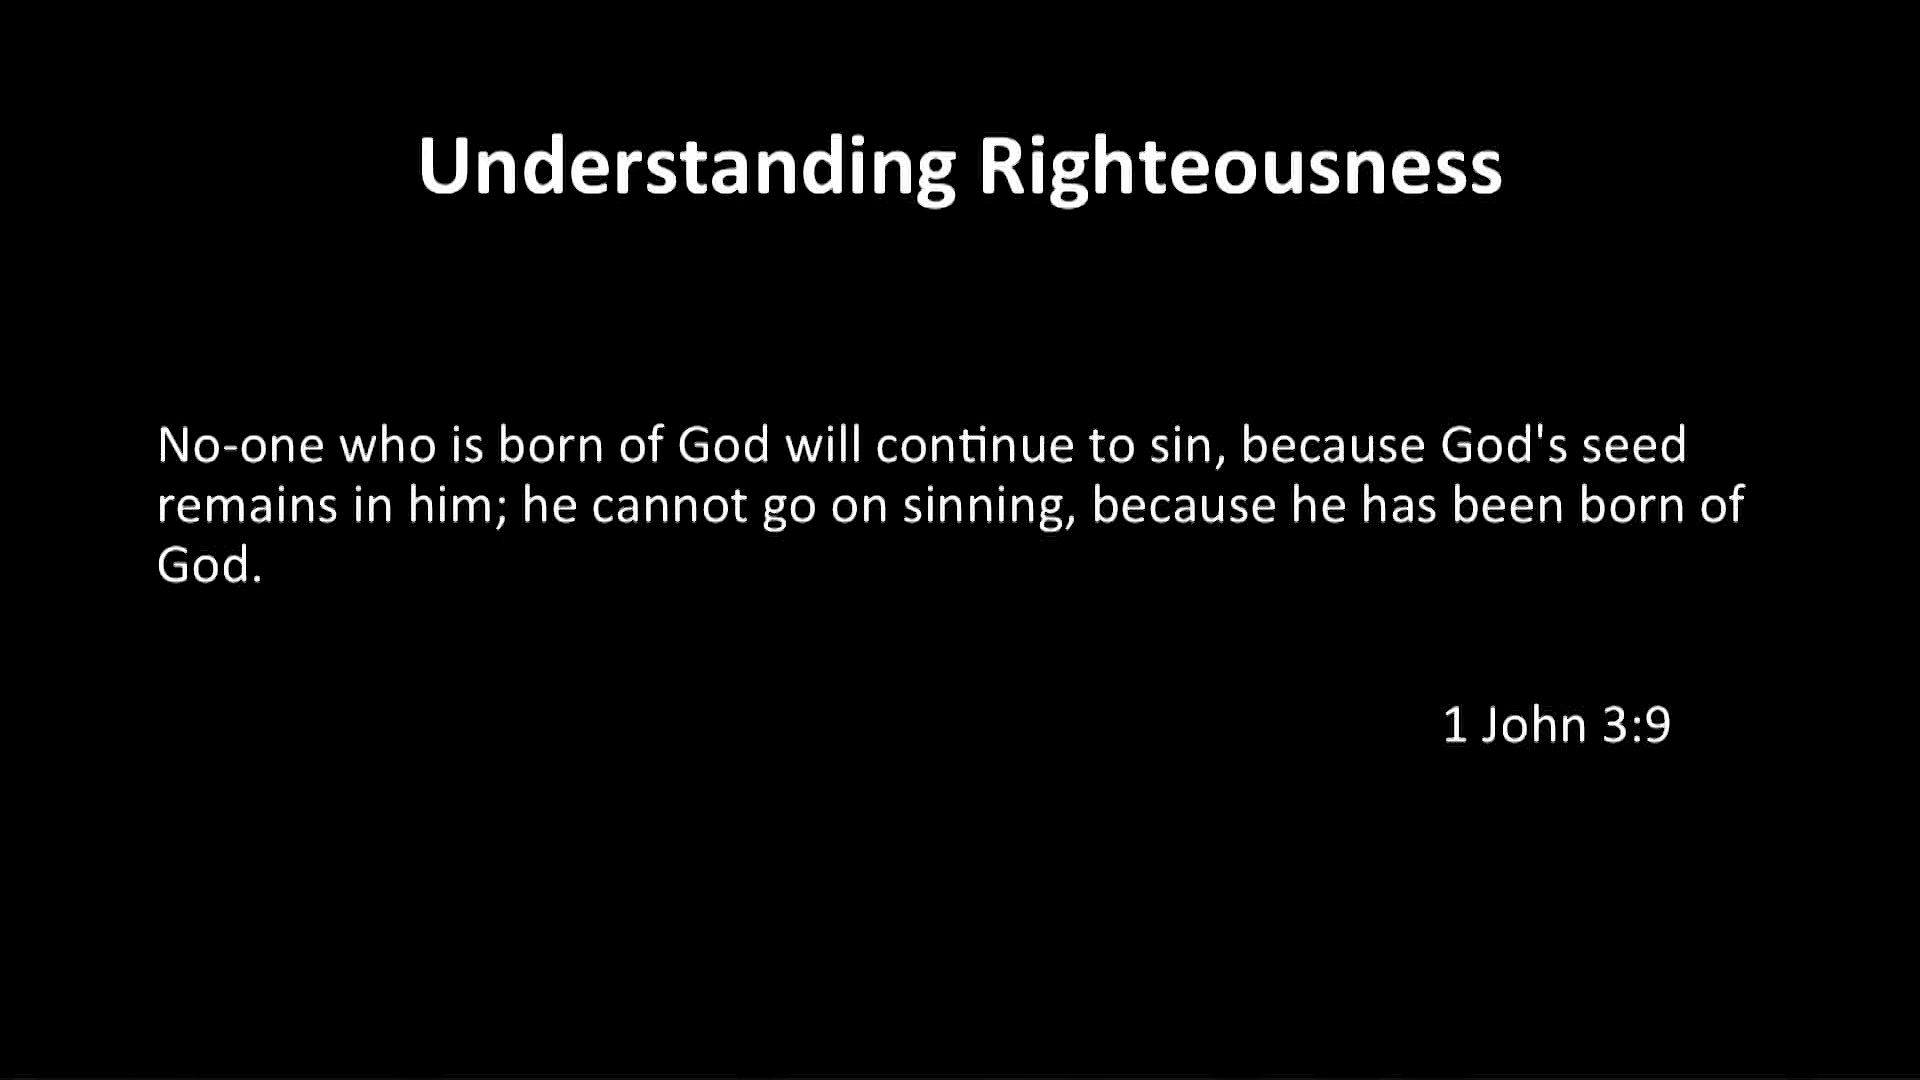 Understanding Righteousness
No-one who is born of God will continue to sin, because God's seed
remains in him; he cannot go on sinning, because he has been born of
God.
1 John 3:9